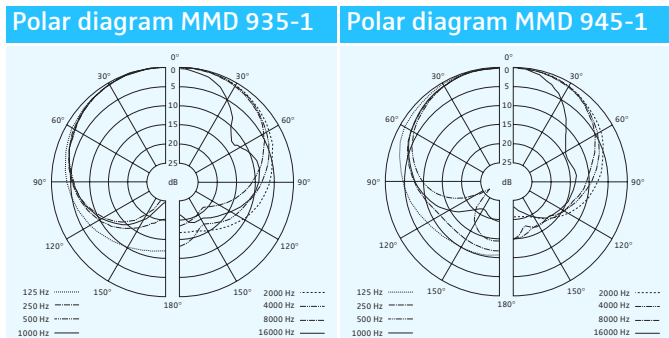 Polar diagram MMD 935-1
0°
30° 0 30°
5
60° 10 60°
15
20
25
90° dB 90°
120° 120°
150° 150°
180°
125 Hz 2000 Hz
250 Hz 4000 Hz
500 Hz 8000 Hz
1000 Hz 16000 Hz
Polar diagram MMD 945-1
0°
30° 0 30°
5
60° 10 60°
15
20
25
90° dB 90°
120° 120°
150° 150°
180°
125 Hz 2000 Hz
250 Hz 4000 Hz
500 Hz 8000 Hz
1000 Hz 16000 Hz